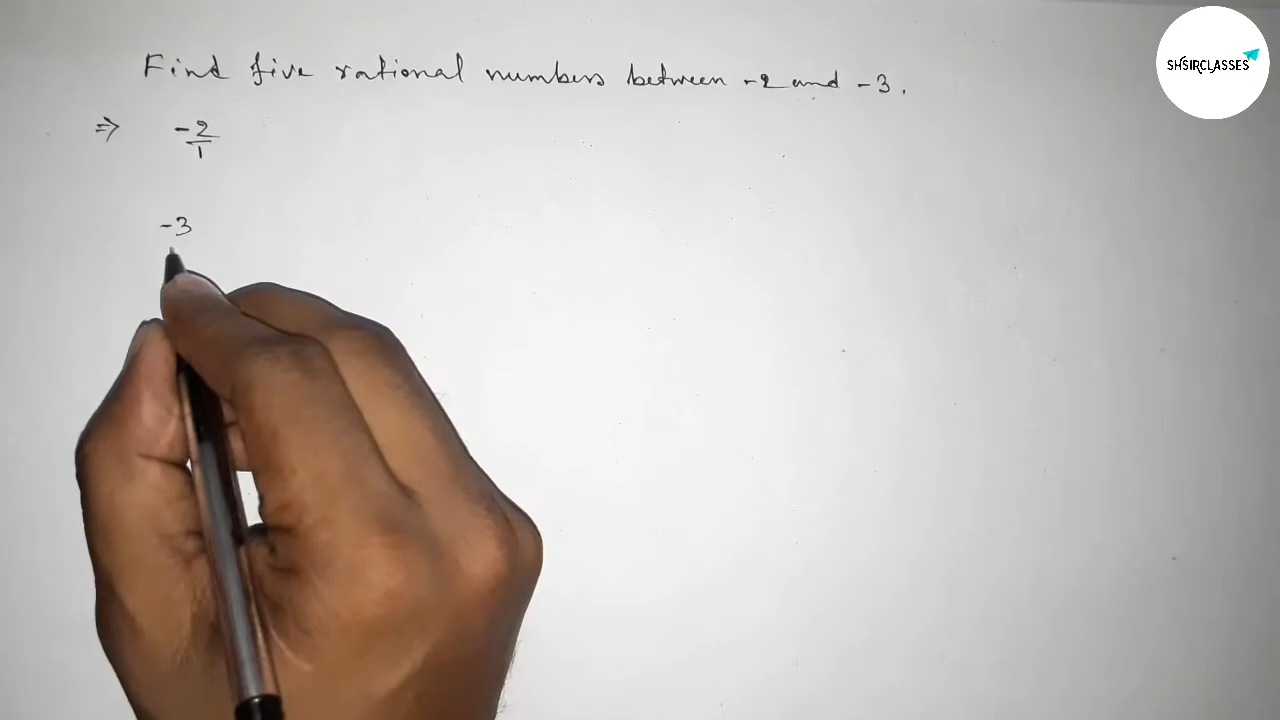 SHSIRCLASSES
Find five rational numbers between -2 and -3.
⇒ -2/1
-3